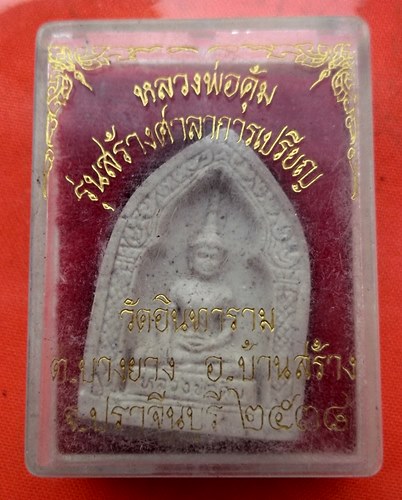 หลวงพ่อคุ้ม
รุ่นสร้างศาลาการเปรียญ
วัดอินทาราม
ต.บางยาง อ.บ้านสร้าง
จ.ปราจีนบุรี ๒๕๓๘